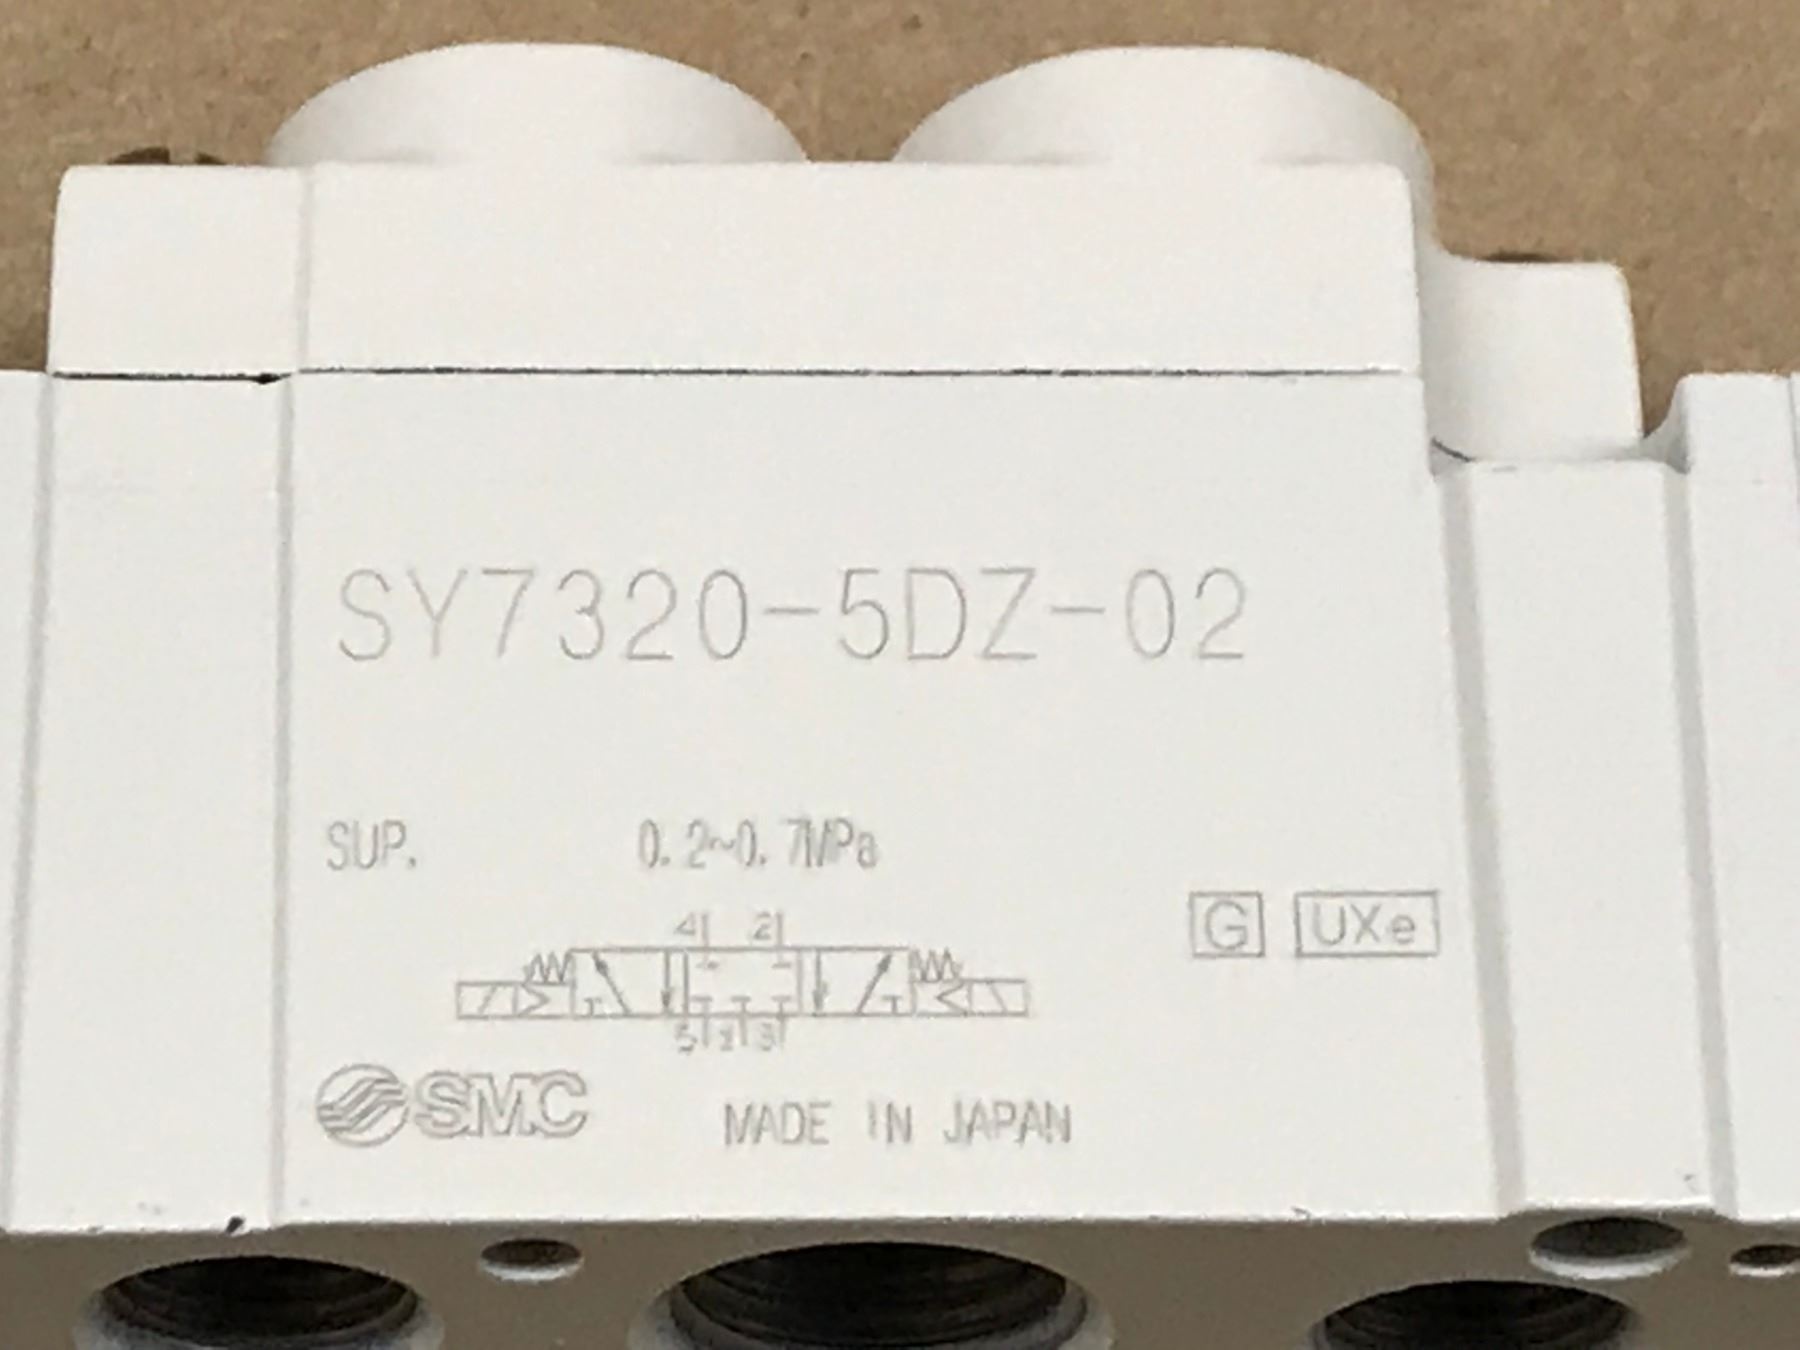 SY7320-5DZ-02
SUP. 0.2~0.7MPa
G UXe
4 2
5 1 3
SMC
MADE IN JAPAN